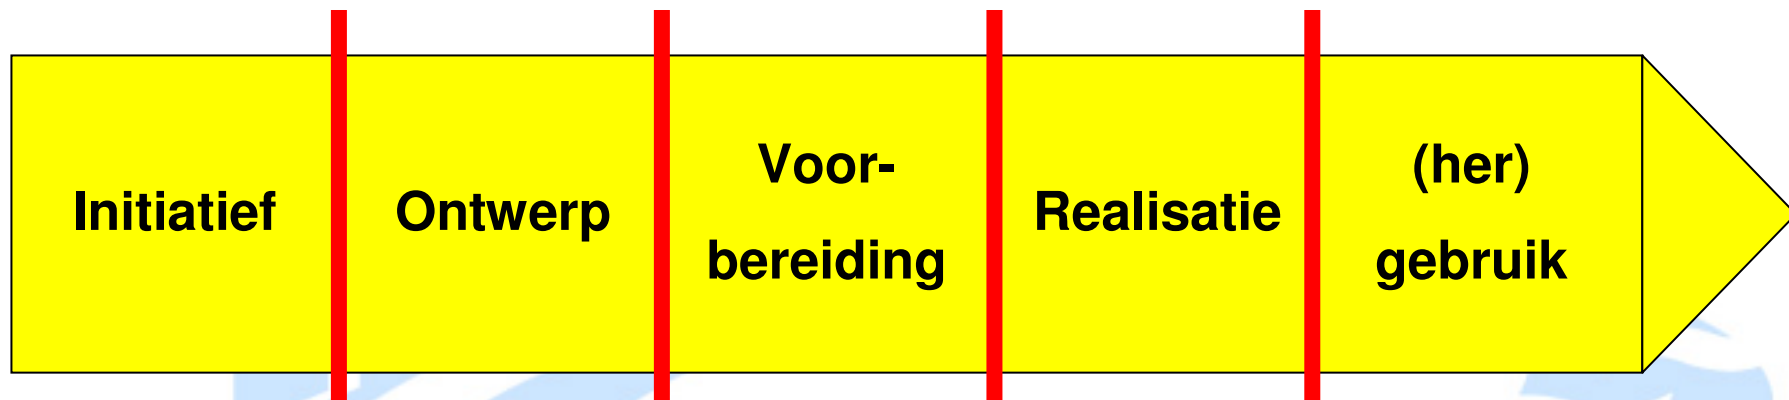 Initiatief
Ontwerp
Voor-
bereiding
Realisatie
(her)
gebruik